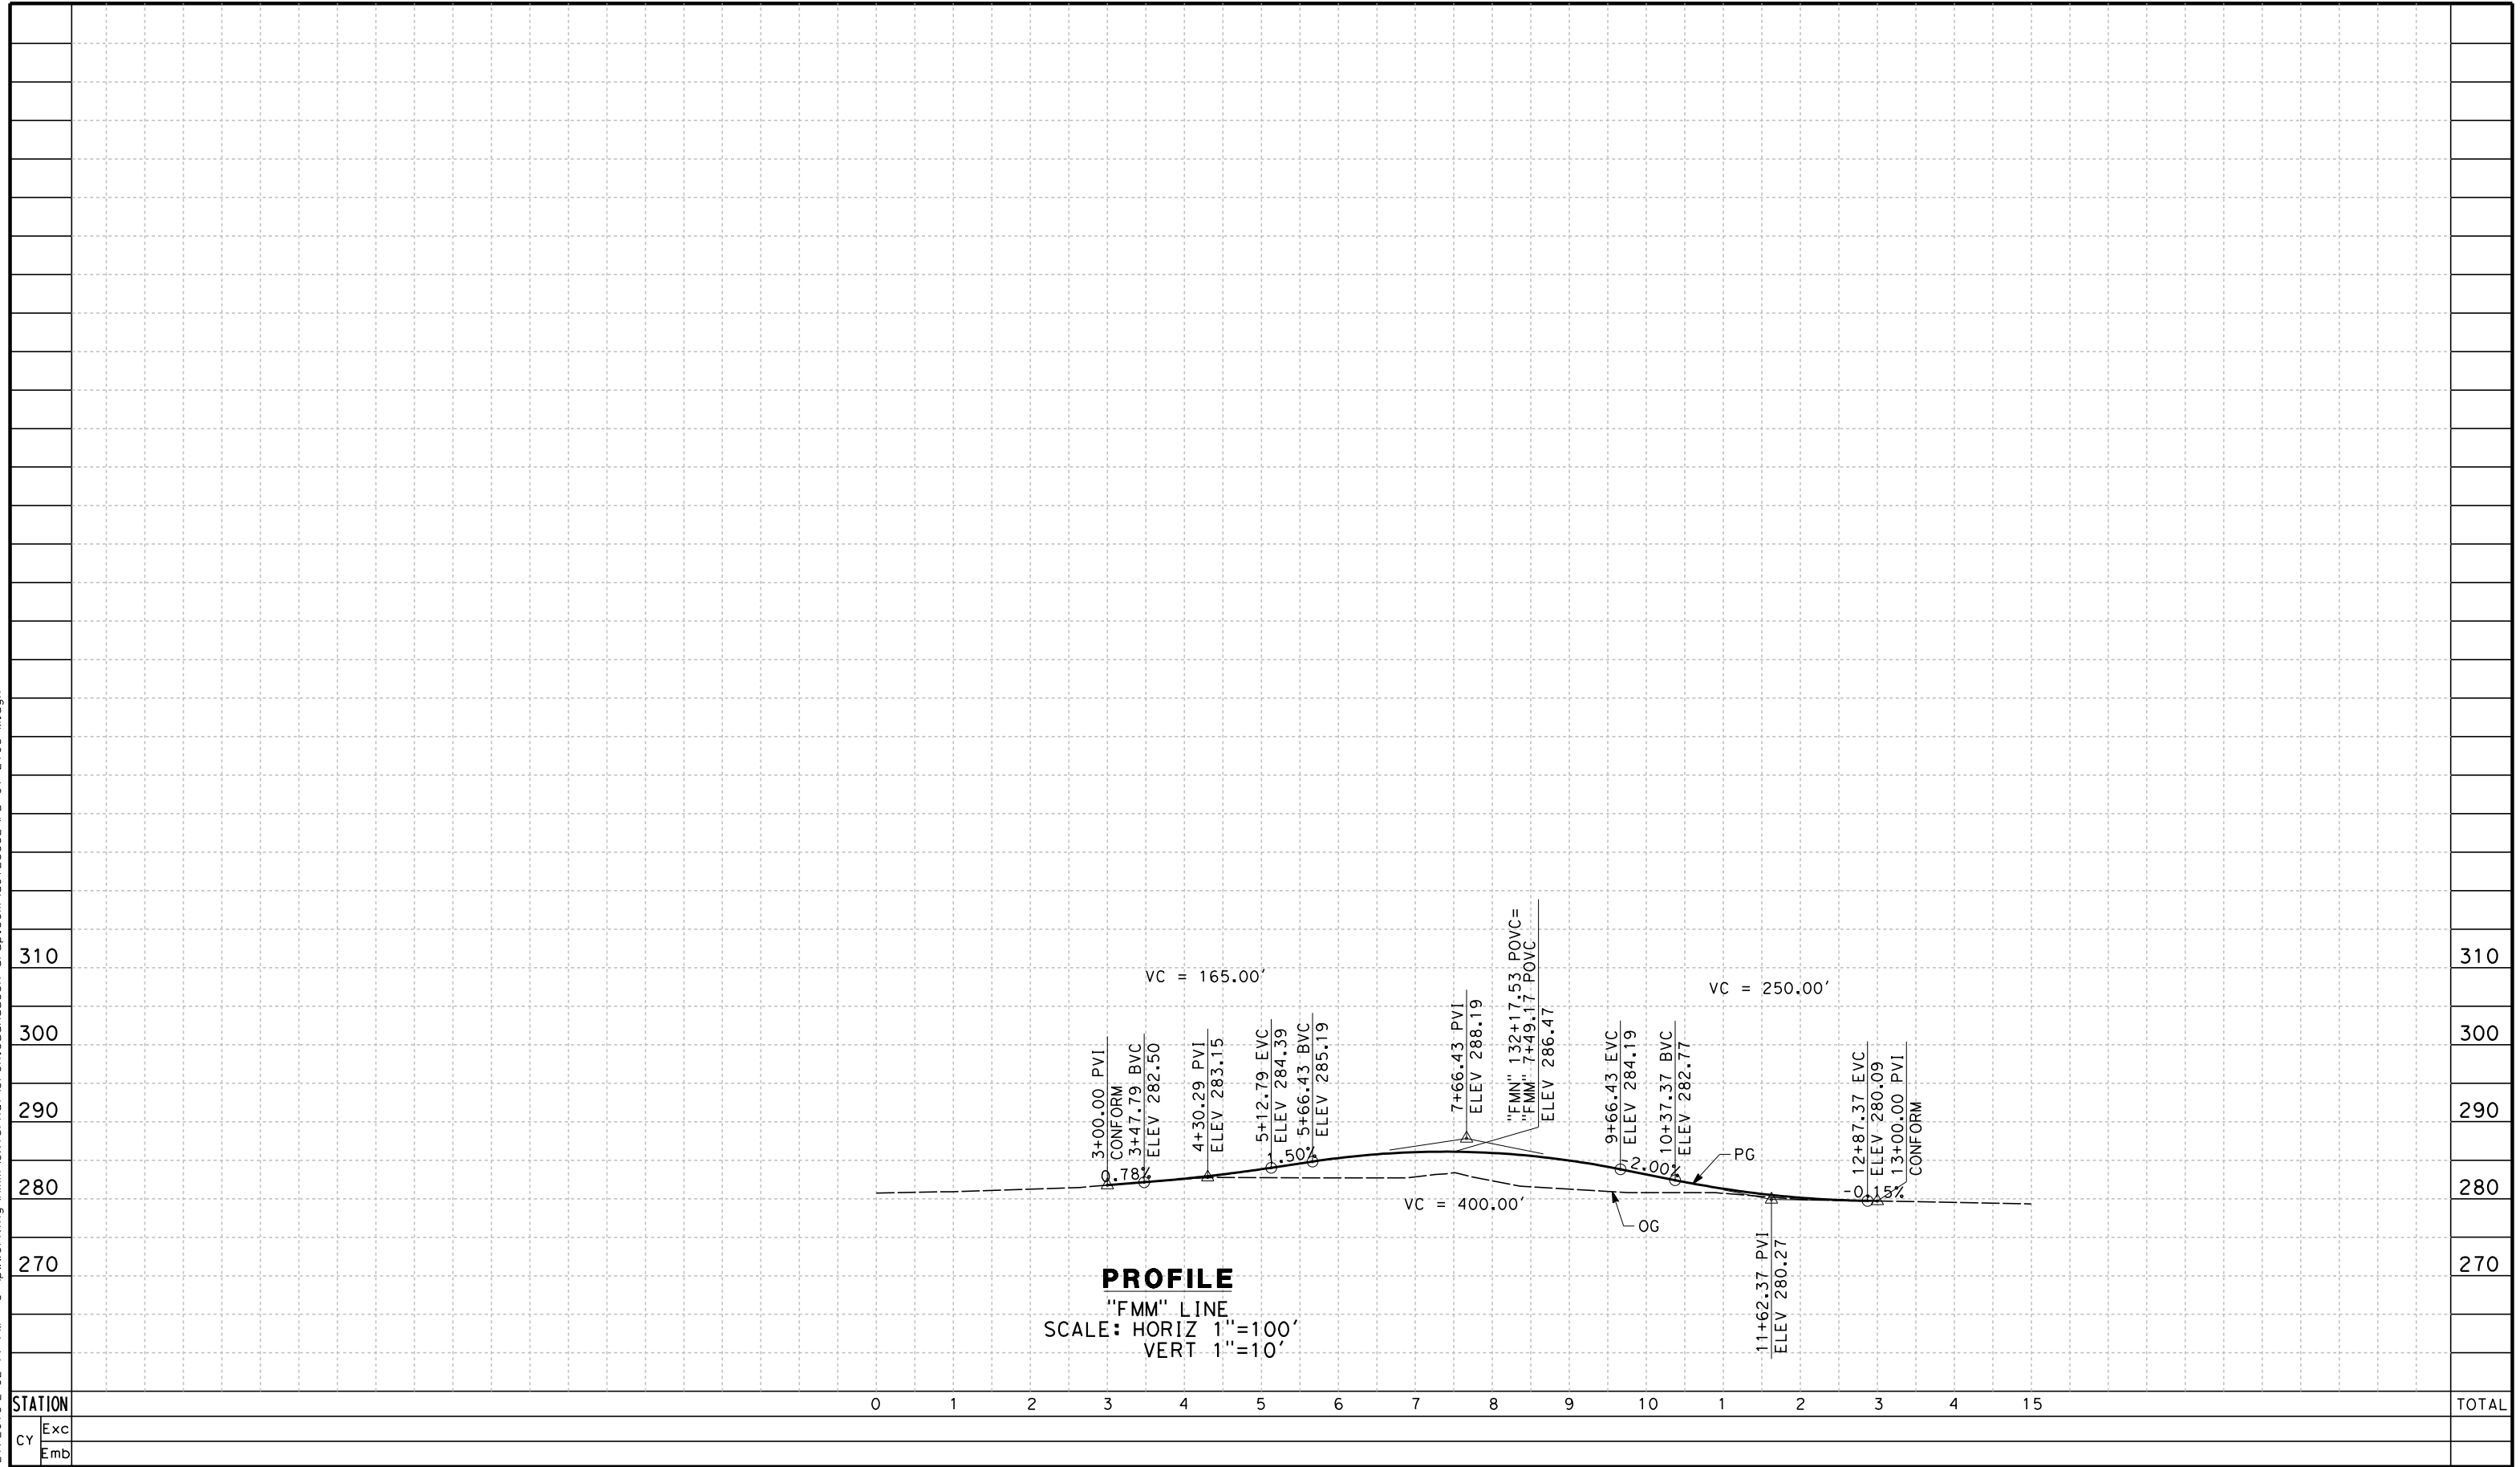 310
310
VC = 165.00'
VC = 250.00'
300
300
290
290
280
280
270
270
3+00.00 PVI
CONFORM
3+47.79 BVC
ELEV 282.50
4+30.29 PVI
ELEV 283.15
5+12.79 EVC
ELEV 284.39
5+66.43 BVC
ELEV 285.19
7+66.43 PVI
ELEV 288.19
"FMN" 132+17.53 POVC=
"FMM" 7+49.17 POVC
ELEV 286.47
9+66.43 EVC
ELEV 284.19
10+37.37 BVC
ELEV 282.77
12+87.37 EVC
ELEV 280.09
13+00.00 PVI
CONFORM
0.78%
1.50%
-2.00%
-0.15%
PG
OG
VC = 400.00'
11+62.37 PVI
ELEV 280.27
PROFILE
"FMM" LINE
SCALE: HORIZ 1"=100'
VERT 1"=10'
STATION 0 1 2 3 4 5 6 7 8 9 10 1 2 3 4 15 TOTAL
CY
Exc
Emb